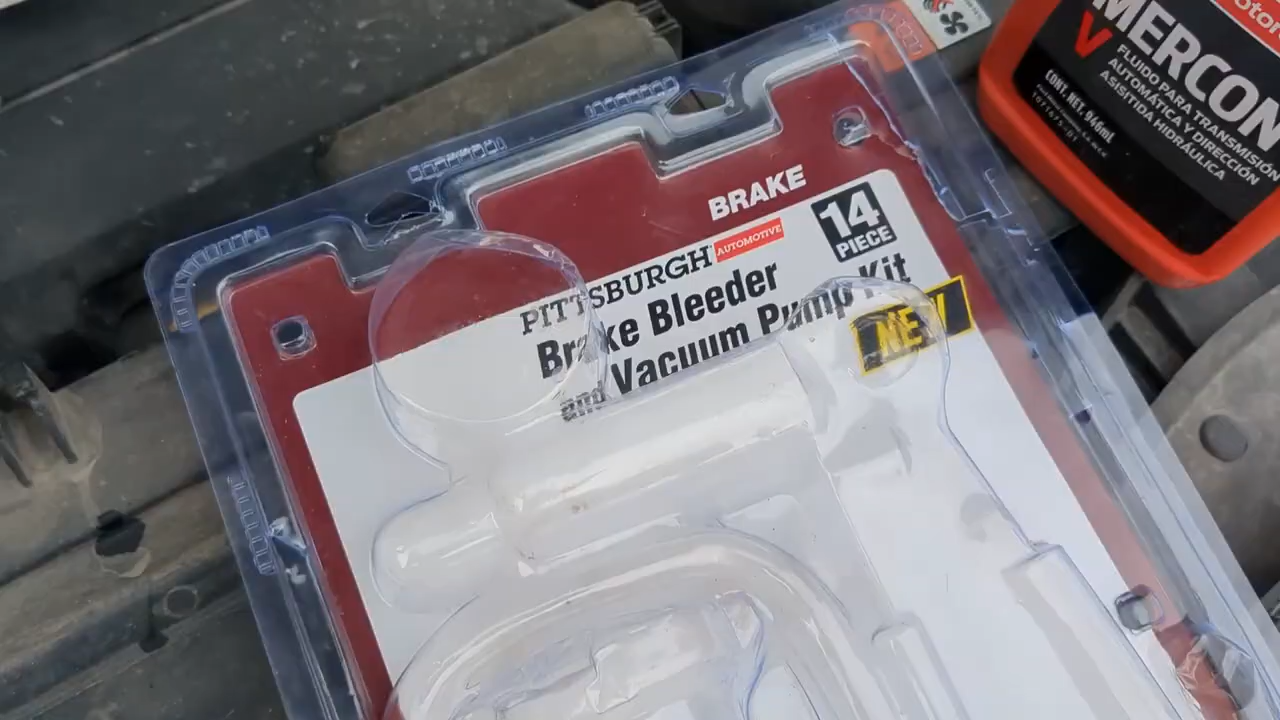 BRAKE
PITTSBURGH AUTOMOTIVE
14
PIECE
Brake Bleeder
and Vacuum Pump Kit
NEW
MERCON
V
FLUIDO PARA TRANSMISIÓN
AUTOMÁTICA Y DIRECCIÓN
ASISITIDA HIDRÁULICA
CONT. NET. 946mL